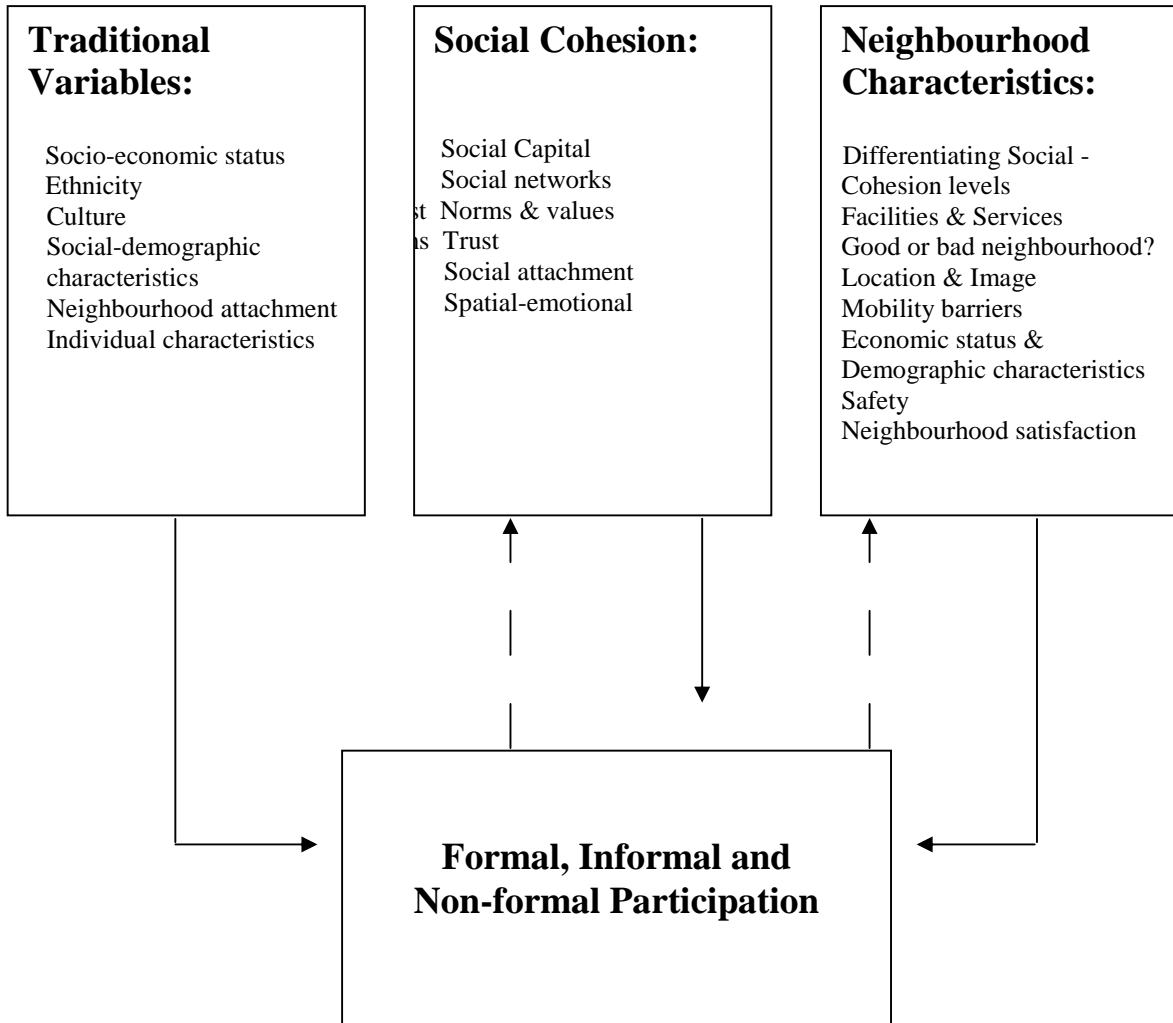 Traditional
Variables:
Socio-economic status
Ethnicity
Culture
Social-demographic
characteristics
Neighbourhood attachment
Individual characteristics
Social Cohesion:
Social Capital
Social networks
Norms & values
Trust
Social attachment
Spatial-emotional
Neighbourhood
Characteristics:
Differentiating Social -
Cohesion levels
Facilities & Services
Good or bad neighbourhood?
Location & Image
Mobility barriers
Economic status &
Demographic characteristics
Safety
Neighbourhood satisfaction
Formal, Informal and
Non-formal Participation